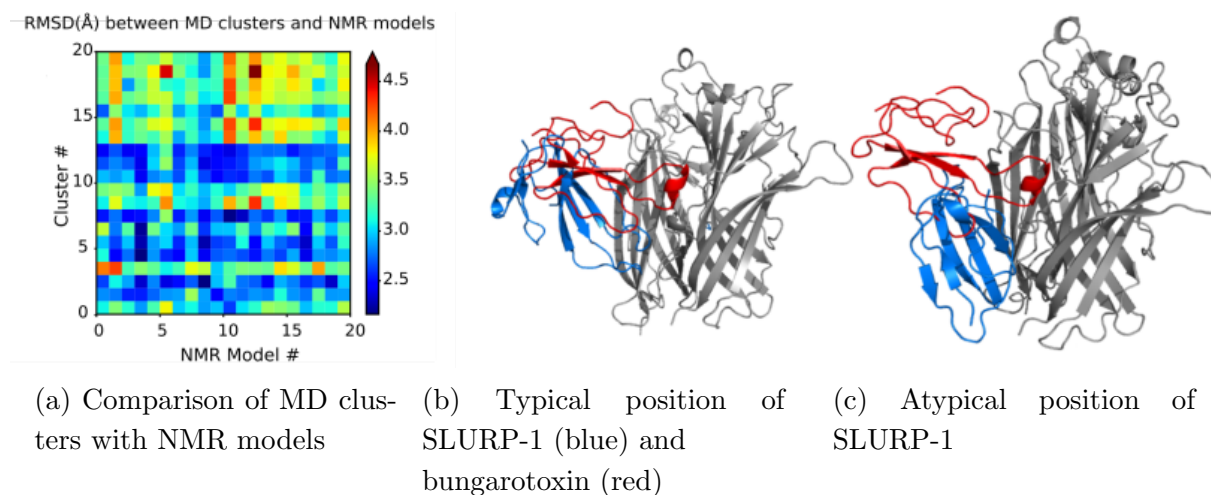 RMSD(Å) between MD clusters and NMR models
20
15
10
5
0
Cluster #
0 5 10 15 20
NMR Model #
4.5
4.0
3.5
3.0
2.5
(a) Comparison of MD clus-
ters with NMR models
(b) Typical position of
SLURP-1 (blue) and
bungarotoxin (red)
(c) Atypical position of
SLURP-1